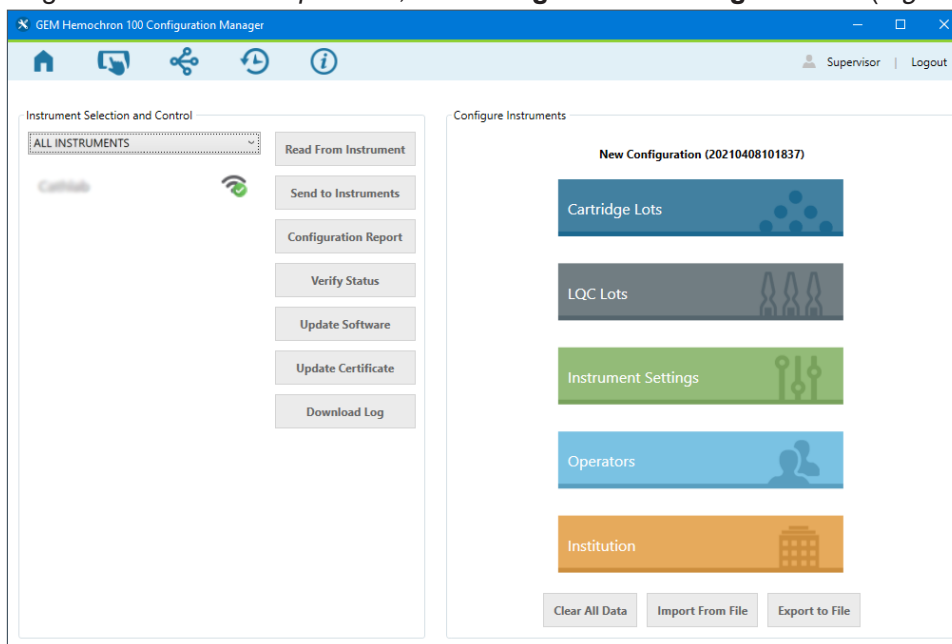 GEM Hemochron 100 Configuration Manager
Supervisor | Logout
Instrument Selection and Control
ALL INSTRUMENTS
Read From Instrument
Send to Instruments
Configuration Report
Verify Status
Update Software
Update Certificate
Download Log
Configure Instruments
New Configuration (20210408101837)
Cartridge Lots
LQC Lots
Instrument Settings
Operators
Institution
Clear All Data
Import From File
Export to File